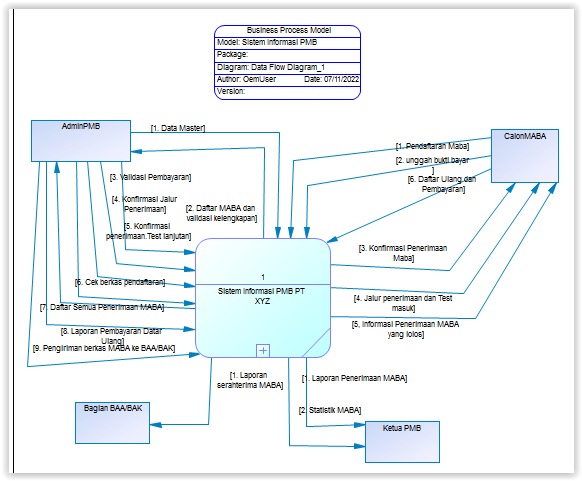 Business Process Model
Model: Sistem informasi PMB
Package:
Diagram: Data Flow Diagram_1
Author: OemUser Date: 07/11/2022
Version:
AdminPMB
[1. Data Master]
CalonMABA
[1. Pendaftaran Maba]
[2. unggah bukti bayar
]
[6. Daftar Ulang dan
Pembayaran]
[3. Validasi Pembayaran]
[4. Konfirmasi Jalur
Penerimaan]
[2. Daftar MABA dan
validasi kelengkapan]
[5. Konfirmasi
penerimaan.Test lanjutan]
[3. Konfirmasi Penerimaan
Maba]
[6. Cek berkas pendaftaran]
1
Sistem informasi PMB PT
XYZ
[4. Jalur penerimaan dan Test
masuk]
[7. Daftar Semua Penerimaan MABA]
[5, informasi Penerimaan MABA
yang lolos]
[8. Laporan Pembayaran Datar
Ulang]
[9. Pengiriman berkas MABA ke BAA/BAK]
[1. Laporan
serahterima MABA]
[1. Laporan Penerimaan MABA]
[2. Statistik MABA]
Bagian BAA/BAK
Ketua PMB